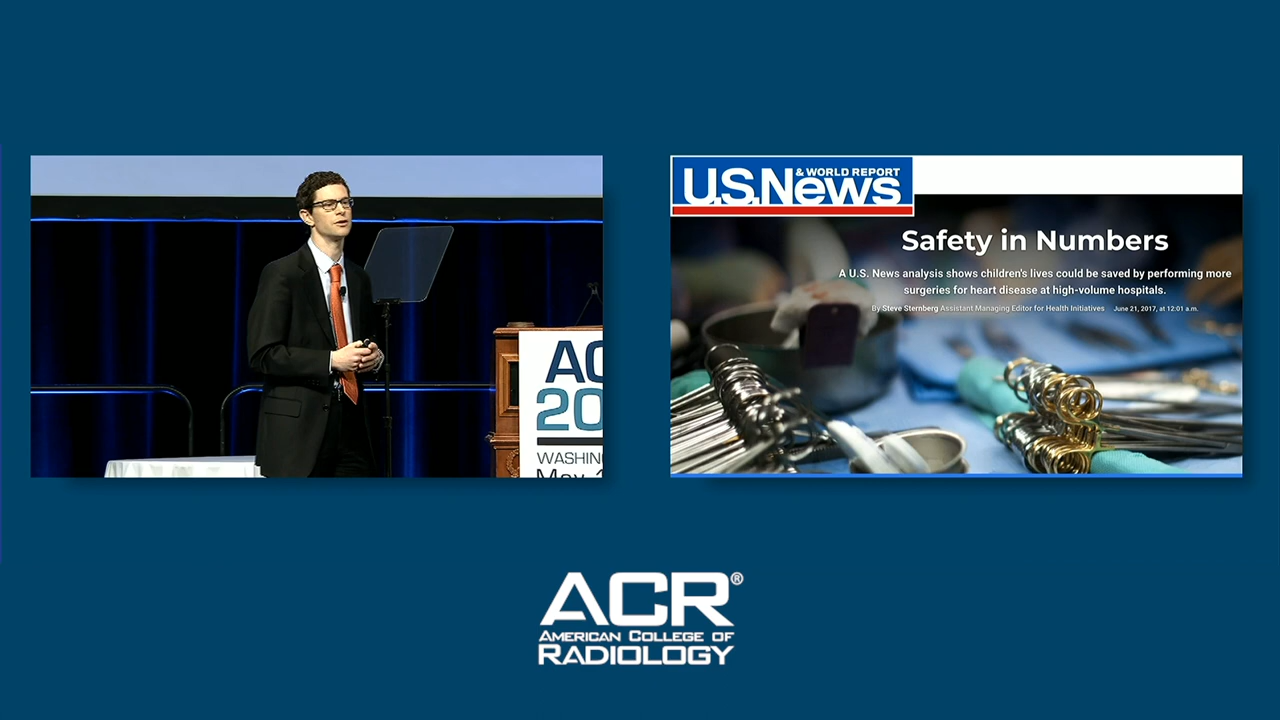 AC
20
WASHIN
May
U.S.News
& WORLD REPORT
Safety in Numbers
A U.S. News analysis shows children's lives could be saved by performing more
surgeries for heart disease at high-volume hospitals.
By Steve Sternberg Assistant Managing Editor for Health Initiatives June 21, 2017, at 12:01 a.m.
ACR®
AMERICAN COLLEGE OF
RADIOLOGY